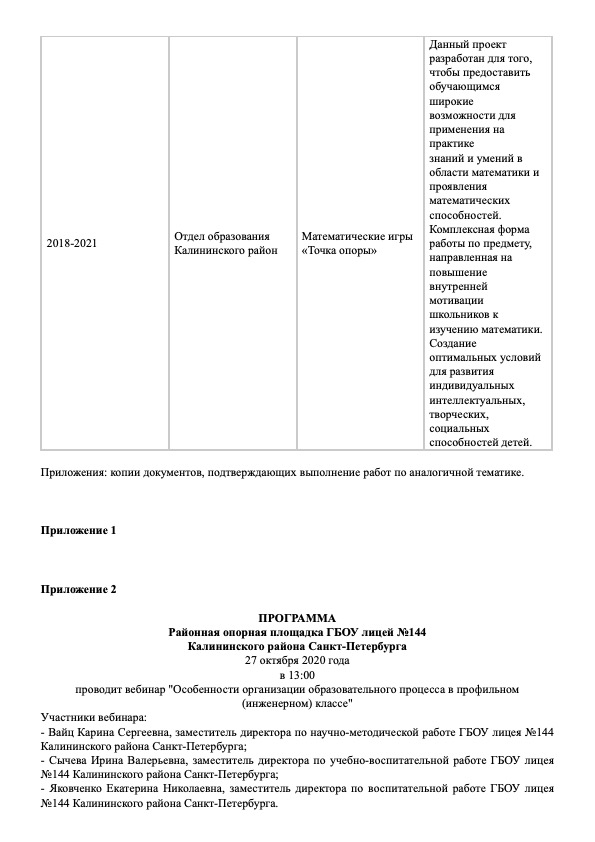 2018-2021
Отдел образования
Калининского район
Математические игры
«Точка опоры»
Данный проект
разработан для того,
чтобы предоставить
обучающимся
широкие
возможности для
применения на
практике
знаний и умений в
области математики и
проявления
математических
способностей.
Комплексная форма
работы по предмету,
направленная на
повышение
внутренней
мотивации
школьников к
изучению математики.
Создание
оптимальных условий
для развития
индивидуальных
интеллектуальных,
творческих,
социальных
способностей детей.
Приложения: копии документов, подтверждающих выполнение работ по аналогичной тематике.
Приложение 1
Приложение 2
ПРОГРАММА
Районная опорная площадка ГБОУ лицей №144
Калининского района Санкт-Петербурга
27 октября 2020 года
в 13:00
проводит вебинар "Особенности организации образовательного процесса в профильном
(инженерном) классе"
Участники вебинара:
- Вайц Карина Сергеевна, заместитель директора по научно-методической работе ГБОУ лицея №144
Калининского района Санкт-Петербурга;
- Сычева Ирина Валерьевна, заместитель директора по учебно-воспитательной работе ГБОУ лицея
№144 Калининского района Санкт-Петербурга;
- Яковченко Екатерина Николаевна, заместитель директора по воспитательной работе ГБОУ лицея
№144 Калининского района Санкт-Петербурга.